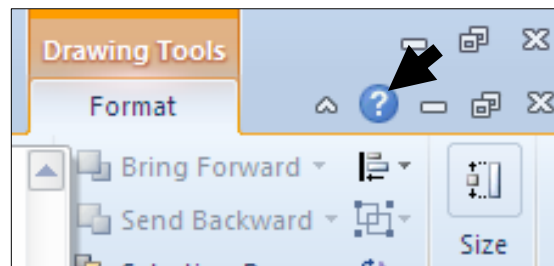 Drawing Tools
Format
?
Bring Forward
Send Backward
Size